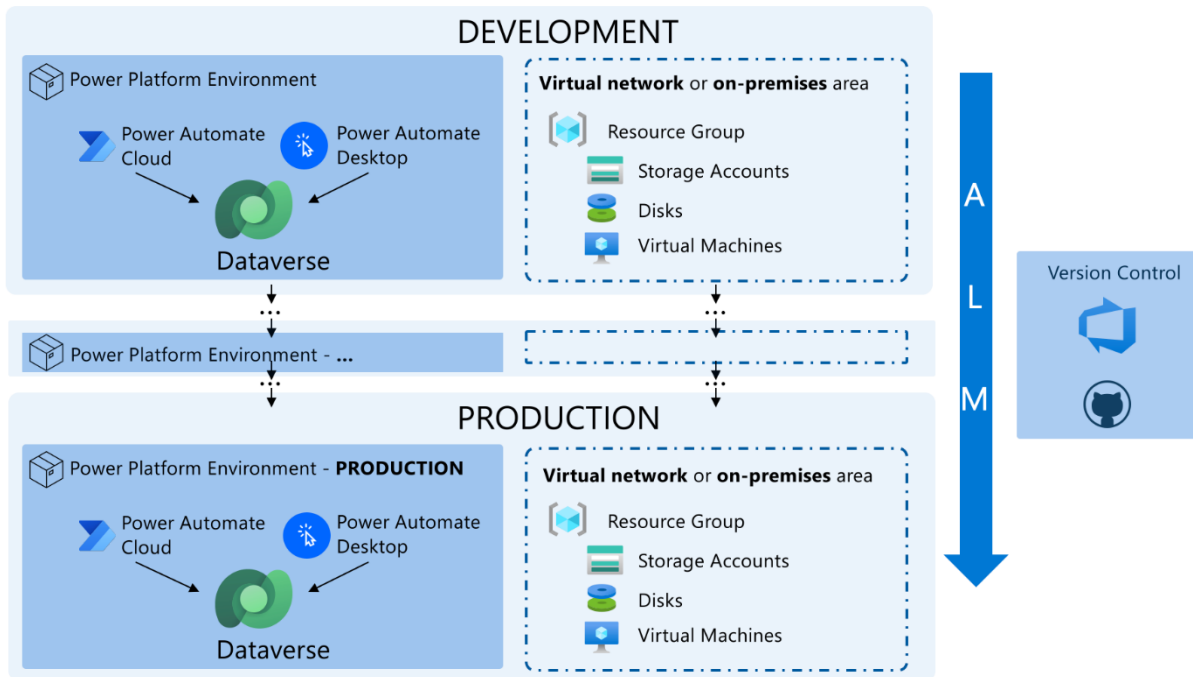 DEVELOPMENT
Power Platform Environment
Power Automate
Cloud
Power Automate
Desktop
Dataverse
Virtual network or on-premises area
Resource Group
Storage Accounts
Disks
Virtual Machines
...
...
Power Platform Environment - ...
...
...
PRODUCTION
Power Platform Environment - PRODUCTION
Power Automate
Cloud
Power Automate
Desktop
Dataverse
Virtual network or on-premises area
Resource Group
Storage Accounts
Disks
Virtual Machines
A
L
M
Version Control